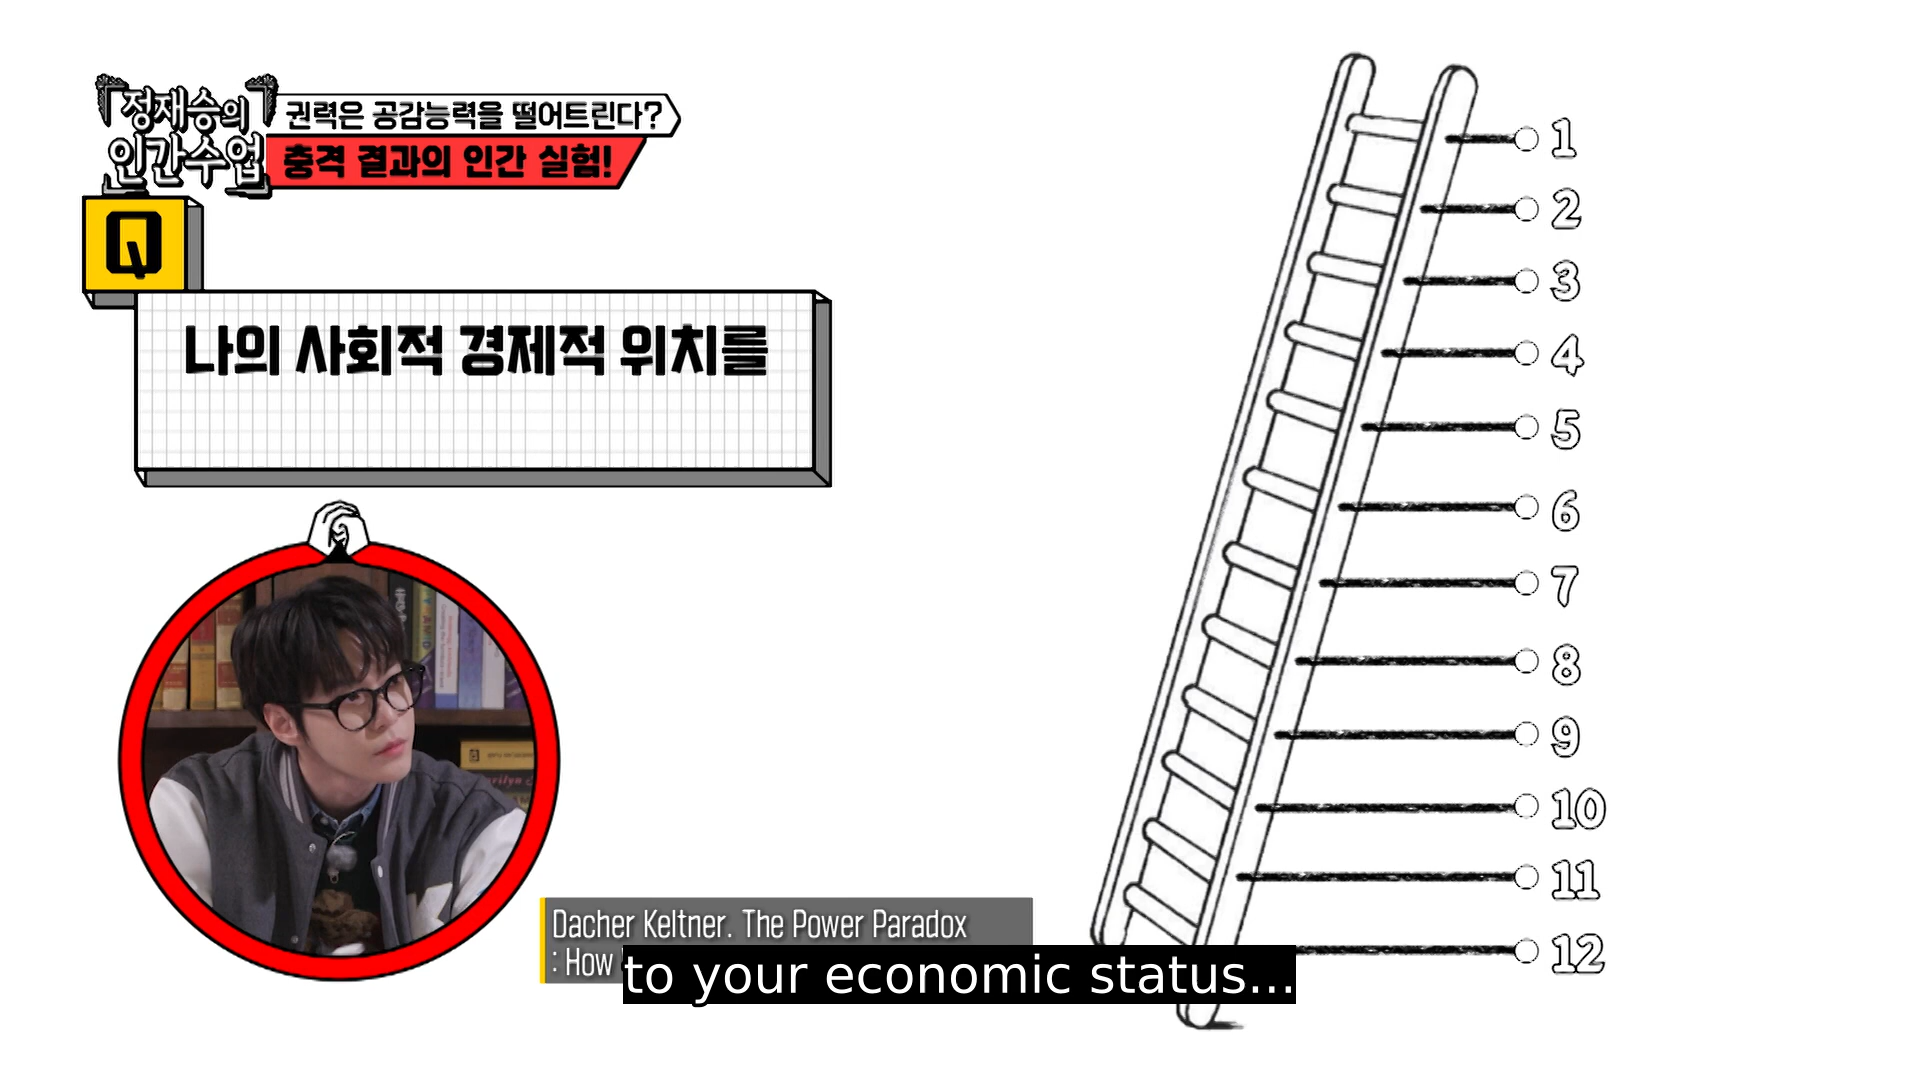 정재승의
인간수업
권력은 공감능력을 떨어트린다?
충격 결과의 인간 실험!
Q
나의 사회적 경제적 위치를
1
2
3
4
5
6
7
8
9
10
11
12
Dacher Keltner. The Power Paradox
: How
to your economic status...